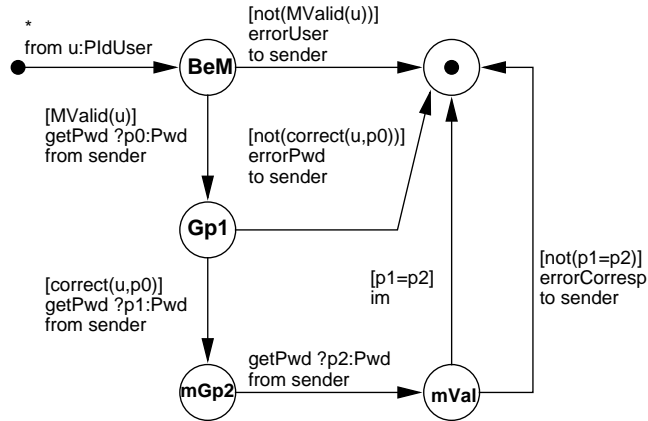 *
from u:PIdUser
BeM
[not(MValid(u))]
errorUser
to sender
[MValid(u)]
getPwd ?p0:Pwd
from sender
[not(correct(u,p0))]
errorPwd
to sender
Gp1
[correct(u,p0)]
getPwd ?p1:Pwd
from sender
[p1=p2]
im
[not(p1=p2)]
errorCorresp
to sender
mGp2
getPwd ?p2:Pwd
from sender
mVal